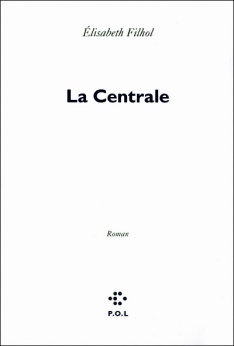 Élisabeth Filhol
La Centrale
Roman
P.O.L